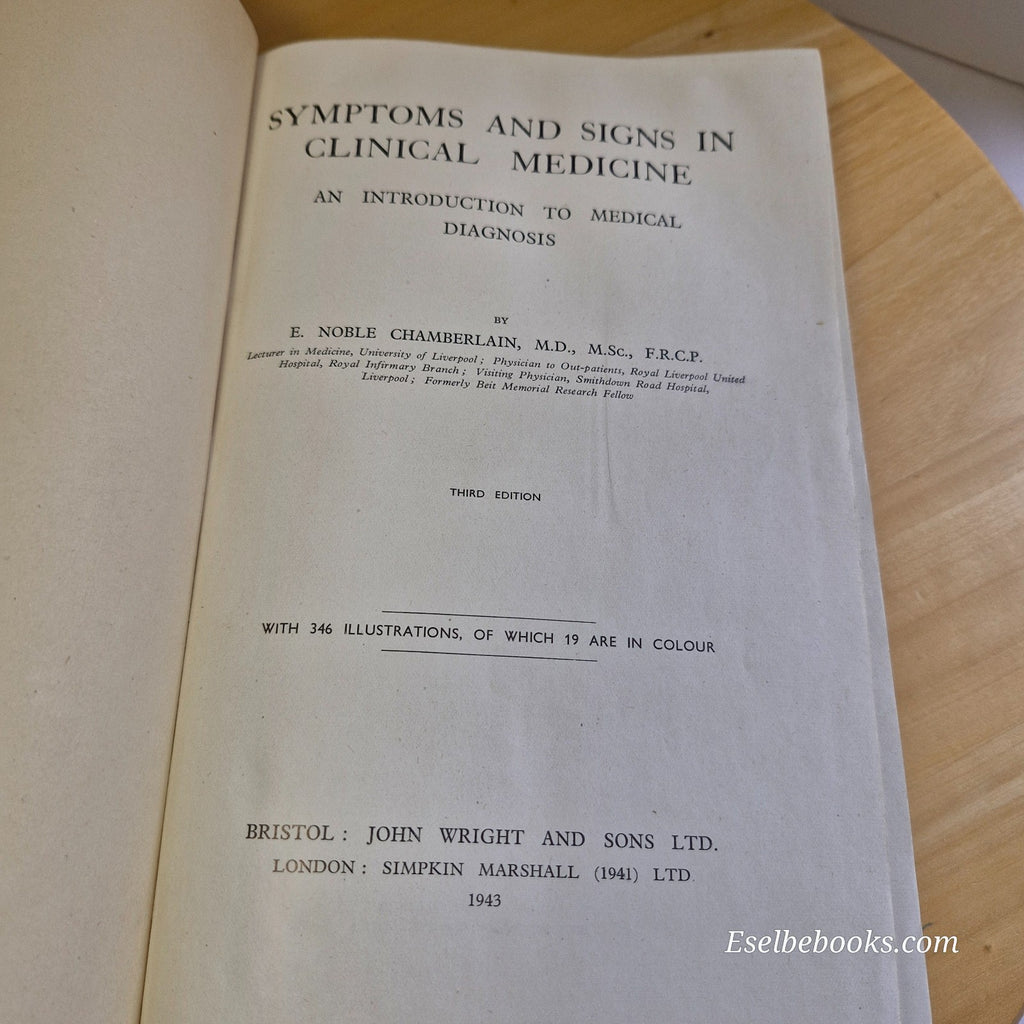 SYMPTOMS AND SIGNS IN
CLINICAL MEDICINE
AN INTRODUCTION TO MEDICAL
DIAGNOSIS
BY
E. NOBLE CHAMBERLAIN, M.D., M.Sc., F.R.C.P.
Lecturer in Medicine, University of Liverpool; Physician to Out-patients, Royal Liverpool United
Hospital, Royal Infirmary Branch; Visiting Physician, Smithdown Road Hospital,
Liverpool; Formerly Beit Memorial Research Fellow
THIRD EDITION
WITH 346 ILLUSTRATIONS, OF WHICH 19 ARE IN COLOUR
BRISTOL: JOHN WRIGHT AND SONS LTD.
LONDON: SIMPKIN MARSHALL (1941) LTD.
1943
Eselbebooks.com